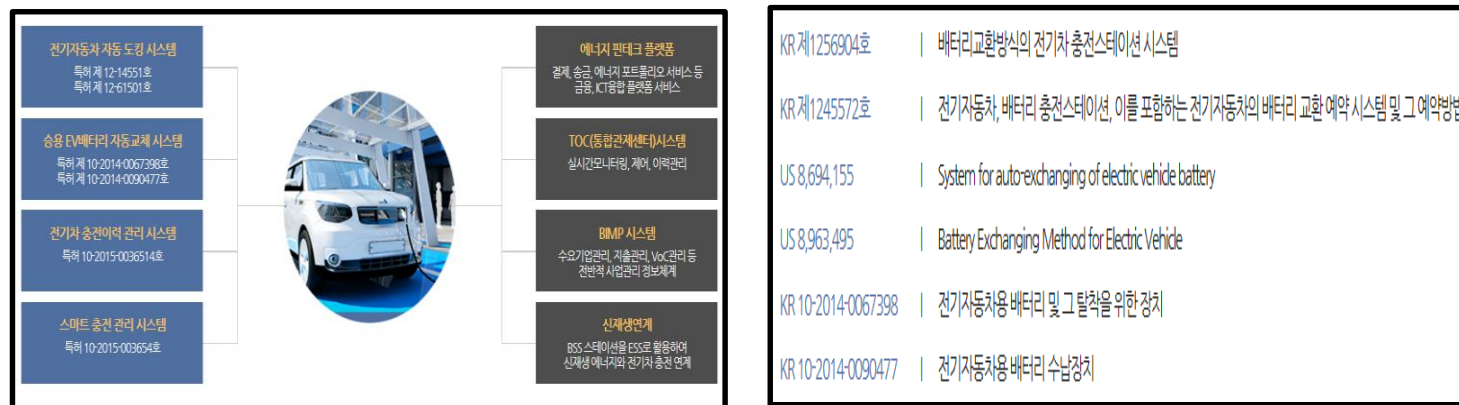 전기자동차 자동 도킹 시스템
특허 제 12-14551호
특허 제 12-61501호
승용 EV배터리 자동교체 시스템
특허 제 10-2014-0067398호
특허 제 10-2014-0090477호
전기차 충전이력 관리 시스템
특허 10-2015-0036514호
스마트 충전 관리 시스템
특허 10-2015-003654호
에너지 핀테크 플랫폼
결제, 송금, 에너지 포트폴리오 서비스 등
금융, ICT융합 플랫폼 서비스
TOC(통합관제센터)시스템
실시간모니터링, 제어, 이력관리
BIMP 시스템
수요기업관리, 지출관리, VoC관리 등
전반적 사업관리 정보체계
신재생연계
BSS 스테이션을 ESS로 활용하여
신재생 에너지와 전기차 충전 연계
KR 제1256904호 | 배터리교환방식의 전기차 충전스테이션 시스템
KR 제1245572호 | 전기자동차, 배터리 충전스테이션, 이를 포함하는 전기자동차의 배터리 교환 예약 시스템 및 그 예약방법
US 8,694,155 | System for auto-exchanging of electric vehicle battery
US 8,963,495 | Battery Exchanging Method for Electric Vehicle
KR 10-2014-0067398 | 전기자동차용 배터리 및 그 탈착을 위한 장치
KR 10-2014-0090477 | 전기자동차용 배터리 수납장치